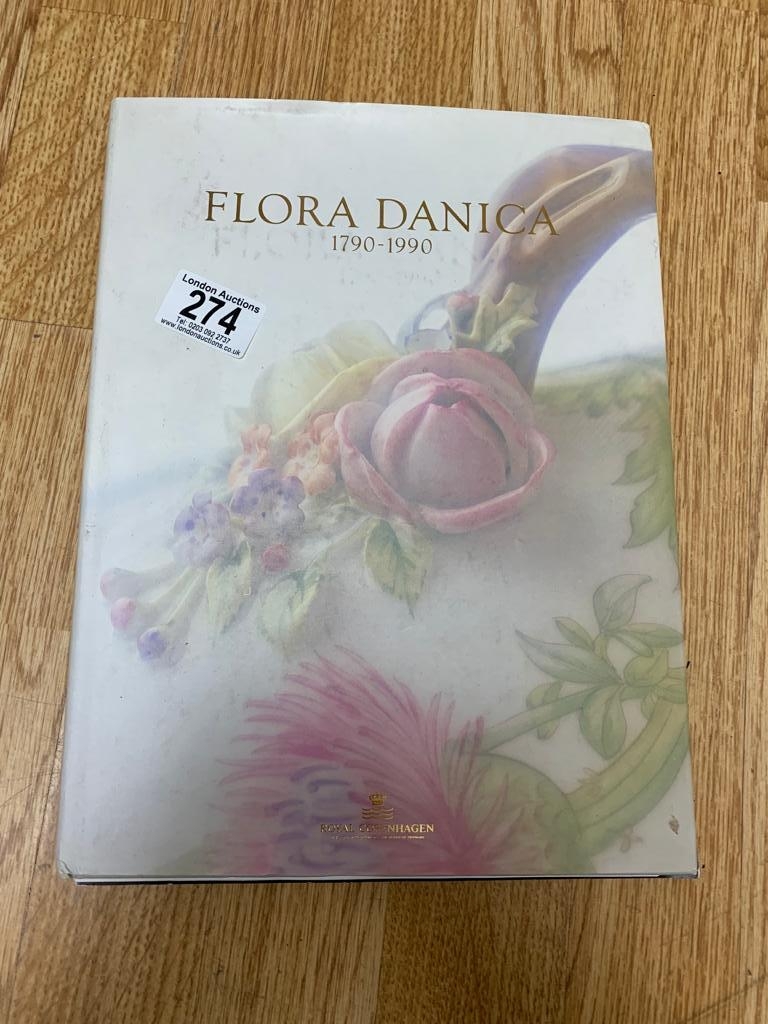 FLORA DANICA
1790-1990
London Auctions
274
Tel: 0203 092 2737
www.londonauctions.co.uk
ROYAL COPENHAGEN